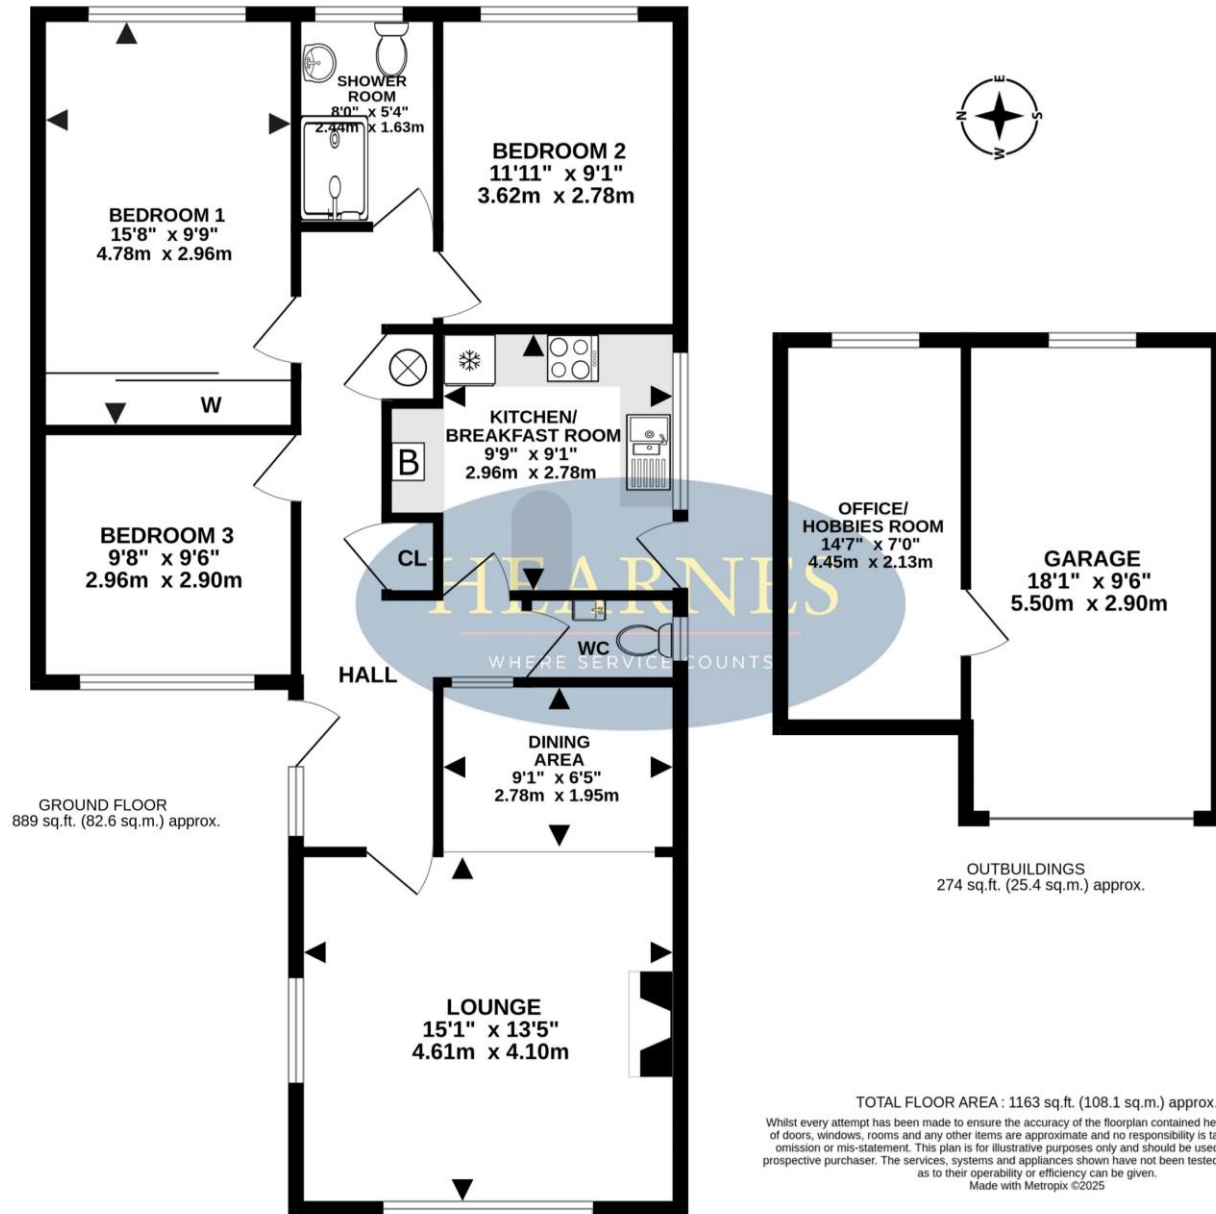 SHOWER
ROOM
8'0" x 5'4"
2.44m x 1.63m
BEDROOM 2
11'11" x 9'1"
3.62m x 2.78m
E
N
S
W
BEDROOM 1
15'8" x 9'9"
4.78m x 2.96m
W
KITCHEN/
BREAKFAST ROOM
9'9" x 9'1"
2.96m x 2.78m
B
BEDROOM 3
9'8" x 9'6"
2.96m x 2.90m
CL
OFFICE/
HOBBIES ROOM
14'7" x 7'0"
4.45m x 2.13m
GARAGE
18'1" x 9'6"
5.50m x 2.90m
HEARNES
WHERE SERVICE COUNTS
WC
HALL
DINING
AREA
9'1" x 6'5"
2.78m x 1.95m
GROUND FLOOR
889 sq.ft. (82.6 sq.m.) approx.
OUTBUILDINGS
274 sq.ft. (25.4 sq.m.) approx.
LOUNGE
15'1" x 13'5"
4.61m x 4.10m
TOTAL FLOOR AREA : 1163 sq.ft. (108.1 sq.m.) approx.
Whilst every attempt has been made to ensure the accuracy of the floorplan contained he
of doors, windows, rooms and any other items are approximate and no responsibility is ta
omission or mis-statement. This plan is for illustrative purposes only and should be used
prospective purchaser. The services, systems and appliances shown have not been tested
as to their operability or efficiency can be given.
Made with Metropix ©2025